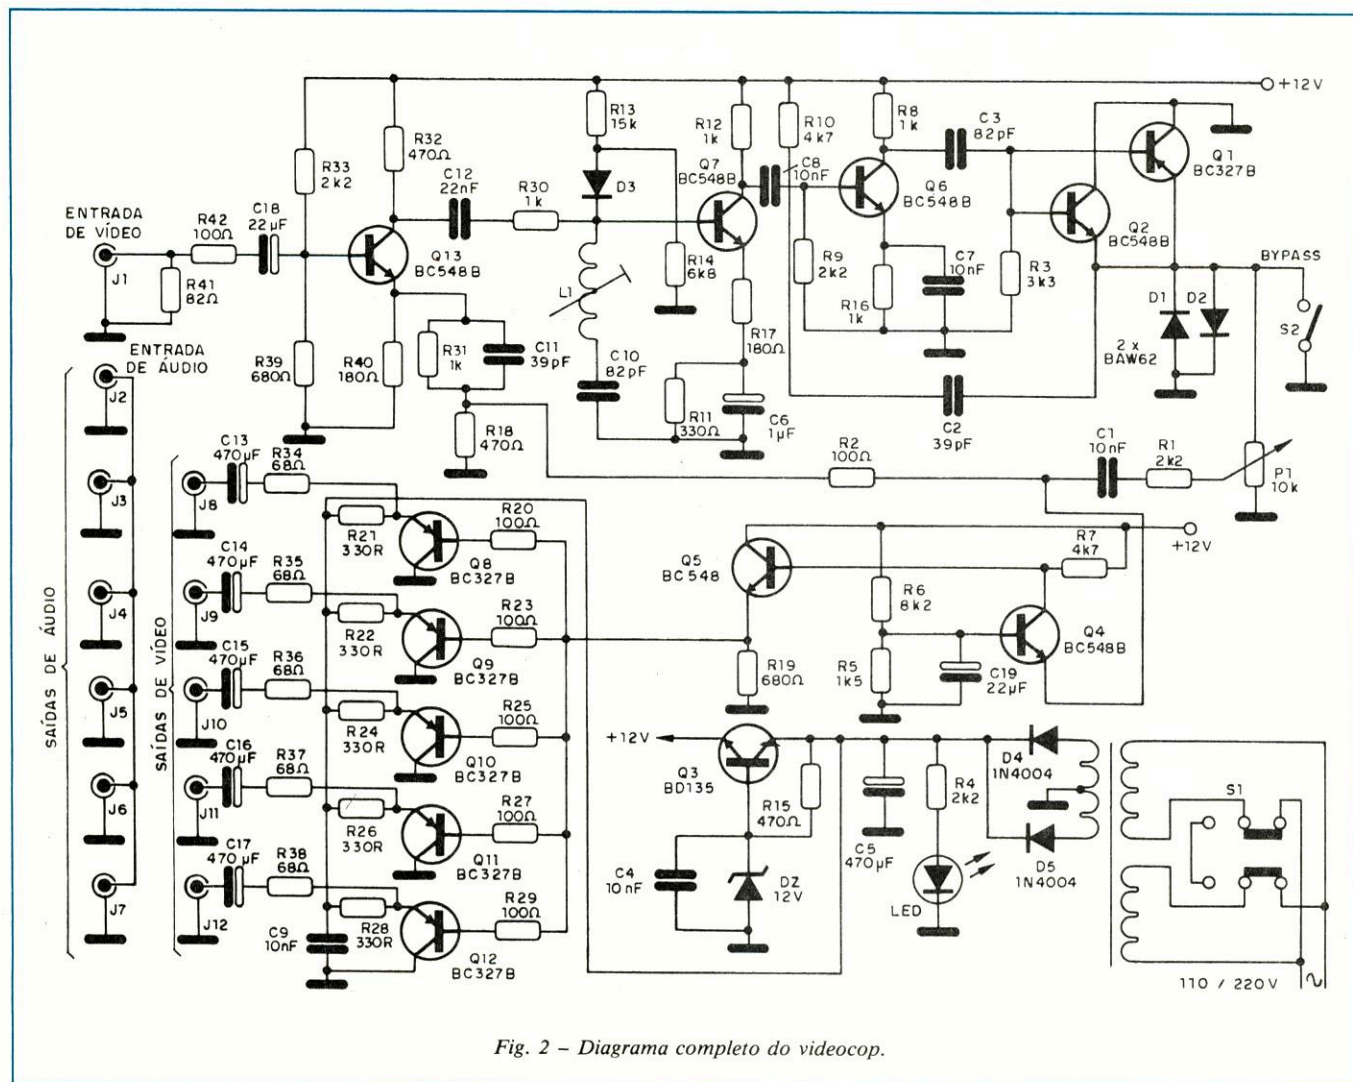 +12V
R13
15k
R12
1k
R10
4k7
R8
1k
C3
82pF
R32
470Ω
R33
2k2
Q7
BC548B
C8
10nF
Q1
BC327B
C12
22nF
R30
1k
D3
Q6
BC548B
Q2
BC548B
ENTRADA
DE VÍDEO
R42
100Ω
C18
22µF
Q13
BC548B
J1
R41
82Ω
L1
R14
6k8
R9
2k2
C7
10nF
R3
3k3
BYPASS
D1
D2
S2
R16
1k
2 x
BAW62
R17
180Ω
ENTRADA
DE ÁUDIO
R39
680Ω
R40
180Ω
R31
1k
C11
39pF
C10
82pF
J2
R11
330Ω
C6
1µF
C2
39pF
R18
470Ω
R2
100Ω
C1
10nF
R1
2k2
P1
10k
C13
470µF
R34
68Ω
J3
J8
R21
330R
R20
100Ω
Q8
BC327B
Q5
BC548
R7
4k7
+12V
C14
470µF
R35
68Ω
R6
8k2
J4
J9
R22
330R
R23
100Ω
Q9
BC327B
Q4
BC548B
SAÍDAS DE ÁUDIO
SAÍDAS DE VÍDEO
C15
470µF
R36
68Ω
R19
680Ω
R5
1k5
C19
22µF
J5
J10
R24
330R
R25
100Ω
Q10
BC327B
+12V
Q3
BD135
D4
1N4004
C16
470µF
R37
68Ω
R15
470Ω
R4
2k2
S1
J6
J11
R26
330R
R27
100Ω
Q11
BC327B
C5
470µF
D5
1N4004
C17
470µF
R38
68Ω
C4
10nF
DZ
12V
LED
J7
J12
C9
10nF
R28
330R
R29
100Ω
Q12
BC327B
110 / 220V
Fig. 2 – Diagrama completo do videocop.